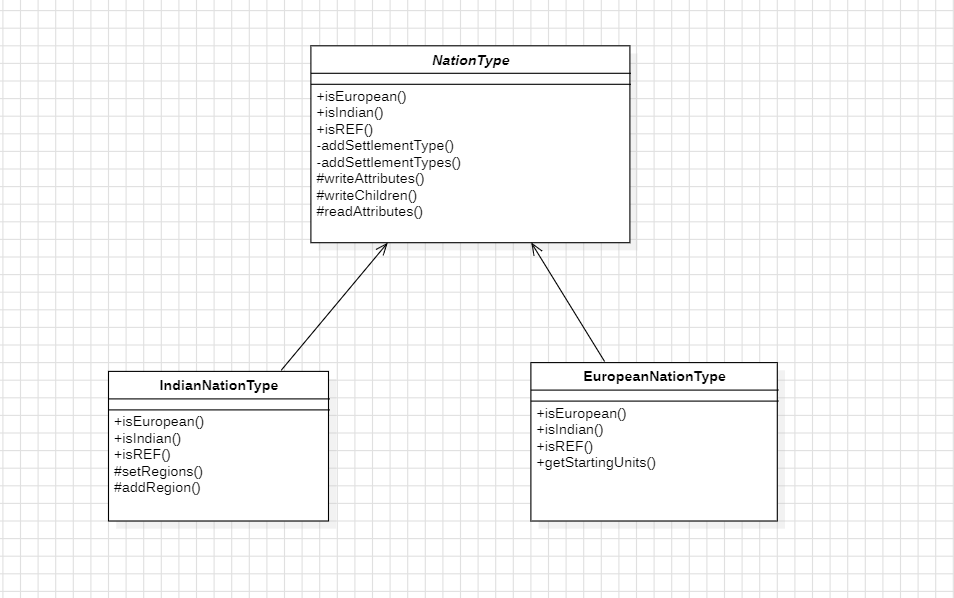 NationType
+isEuropean()
+isIndian()
+isREF()
-addSettlementType()
-addSettlementTypes()
#writeAttributes()
#writeChildren()
#readAttributes()
IndianNationType
+isEuropean()
+isIndian()
+isREF()
#setRegions()
#addRegion()
EuropeanNationType
+isEuropean()
+isIndian()
+isREF()
+getStartingUnits()